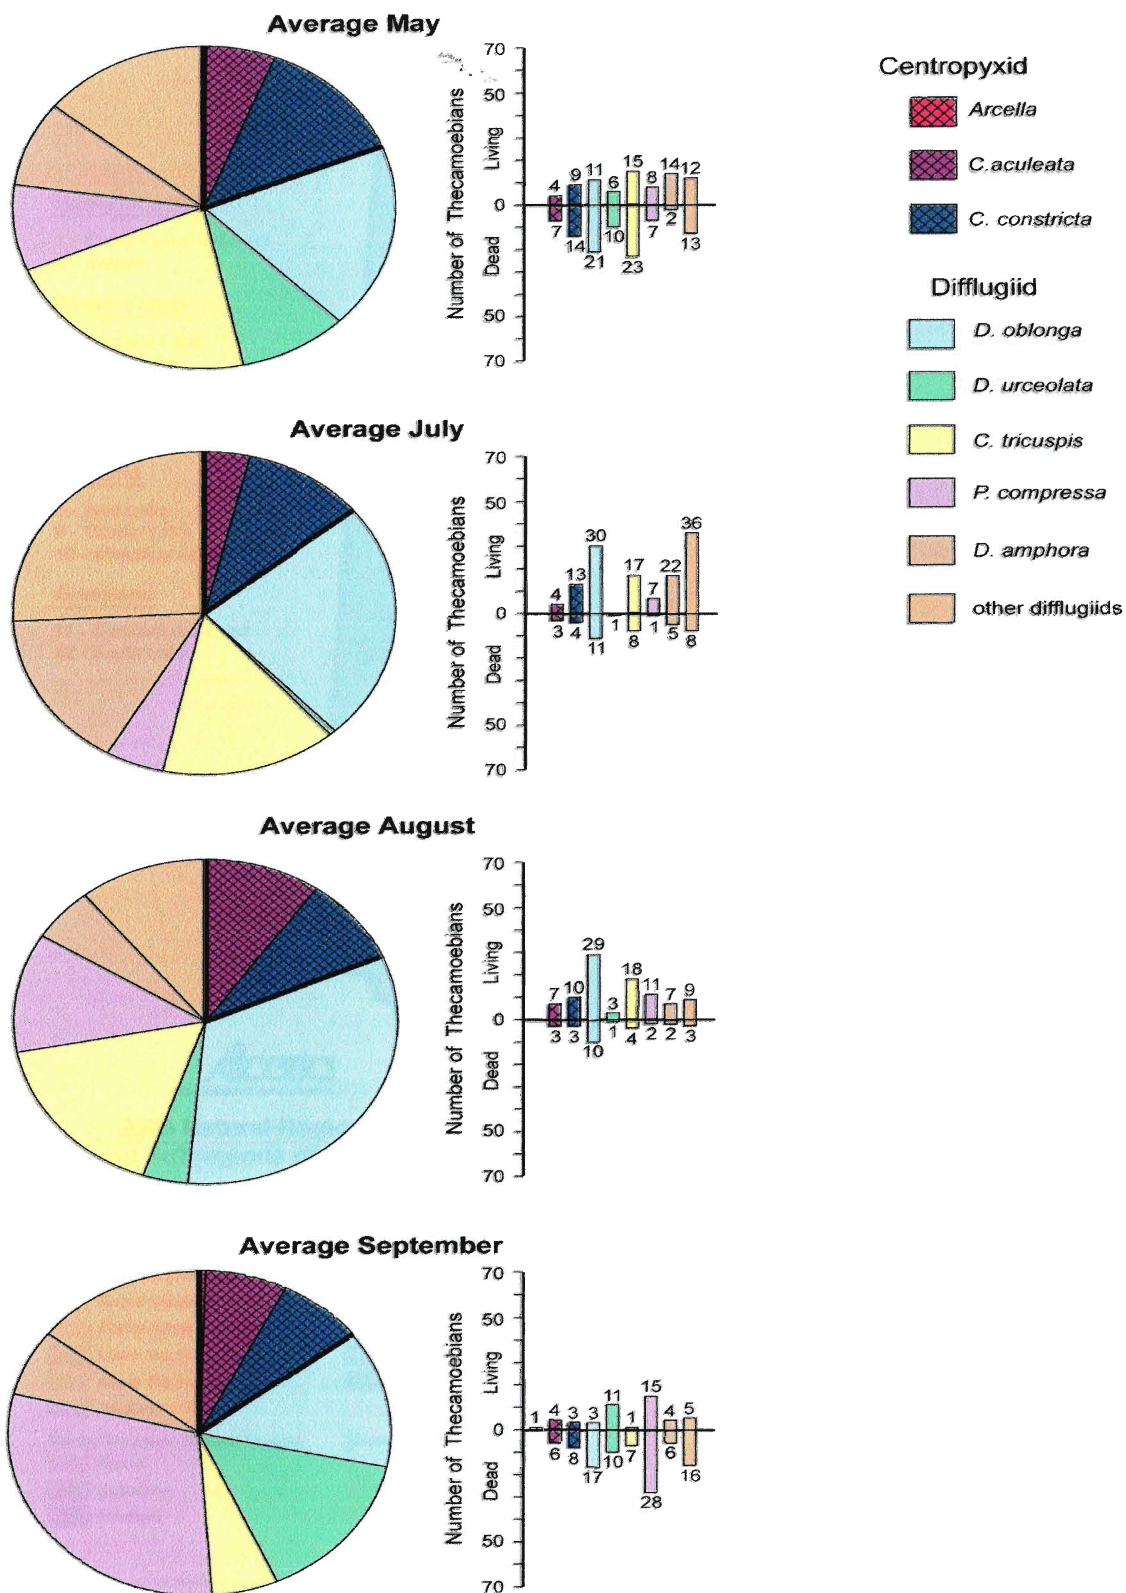 Average May
Number of Thecamoebians
Living
Dead
70
50
0
50
70
4 9 11 6 15 8 14 12
7 14 21 10 23 7 2 13
Centropyxid
Arcella
C.aculeata
C. constricta
Difflugiid
D. oblonga
D. urceolata
C. tricuspis
P. compressa
D. amphora
other difflugiids
Average July
Number of Thecamoebians
Living
Dead
70
50
0
50
70
4 13 30 17 7 22 36
3 4 11 1 8 1 5 8
Average August
Number of Thecamoebians
Living
Dead
70
50
0
50
70
7 10 29 3 18 11 7 9
3 3 10 1 4 2 2 3
Average September
Number of Thecamoebians
Living
Dead
70
50
0
50
70
1 4 3 3 11 1 15 4 5
6 8 17 10 7 28 6 16